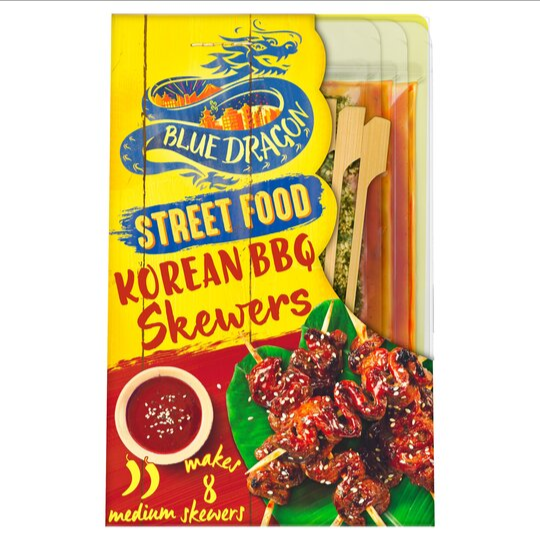 BLUE DRAGON
STREET FOOD
KOREAN BBQ
Skewers
makes
8
medium skewers